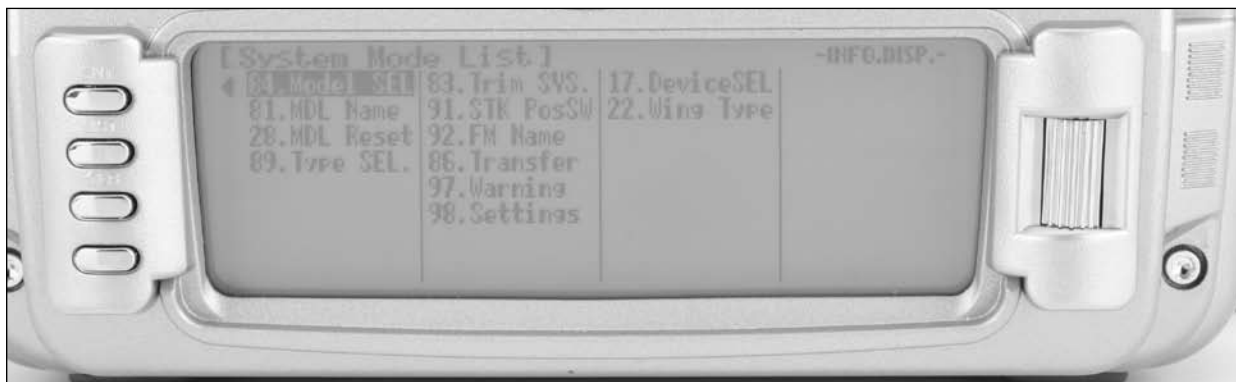 [System Mode List]
-INFO.DISP.-
84.Model SEL
81.MDL Name
28.MDL Reset
89.Type SEL.
83.Trim SYS.
91.STK PosSW
92.FM Name
86.Transfer
97.Warning
98.Settings
17.DeviceSEL
22.Wing Type